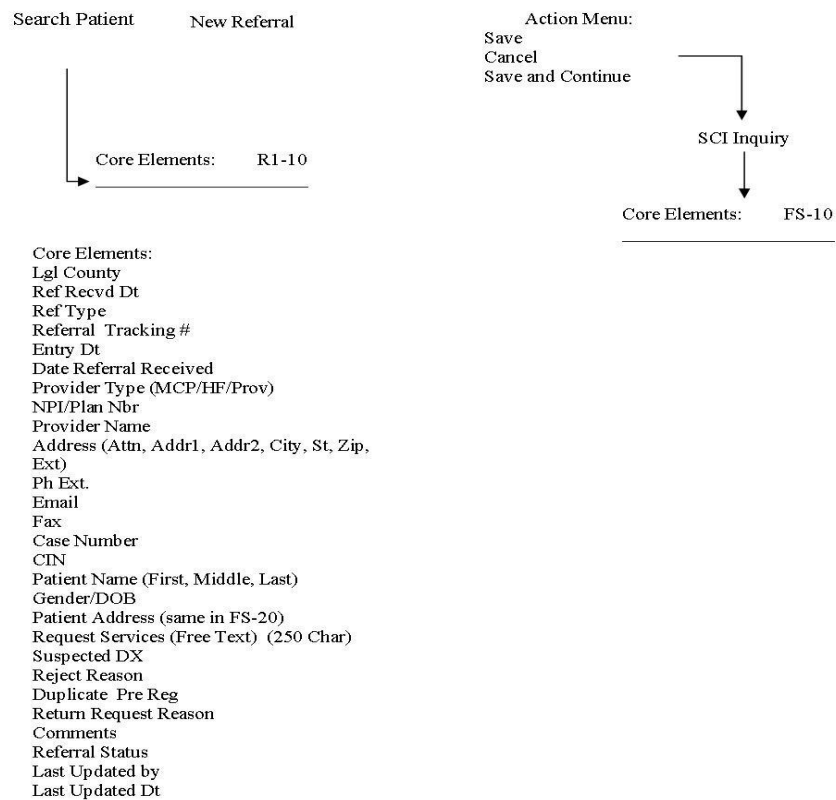 Search Patient
New Referral
Action Menu:
Save
Cancel
Save and Continue
SCI Inquiry
Core Elements: R1-10
Core Elements: FS-10
Core Elements:
Lgl County
Ref Recvd Dt
Ref Type
Referral Tracking #
Entry Dt
Date Referral Received
Provider Type (MCP/HF/Prov)
NPI/Plan Nbr
Provider Name
Address (Attn, Addr1, Addr2, City, St, Zip,
Ext)
Ph Ext.
Email
Fax
Case Number
CIN
Patient Name (First, Middle, Last)
Gender/DOB
Patient Address (same in FS-20)
Request Services (Free Text) (250 Char)
Suspected DX
Reject Reason
Duplicate Pre Reg
Return Request Reason
Comments
Referral Status
Last Updated by
Last Updated Dt